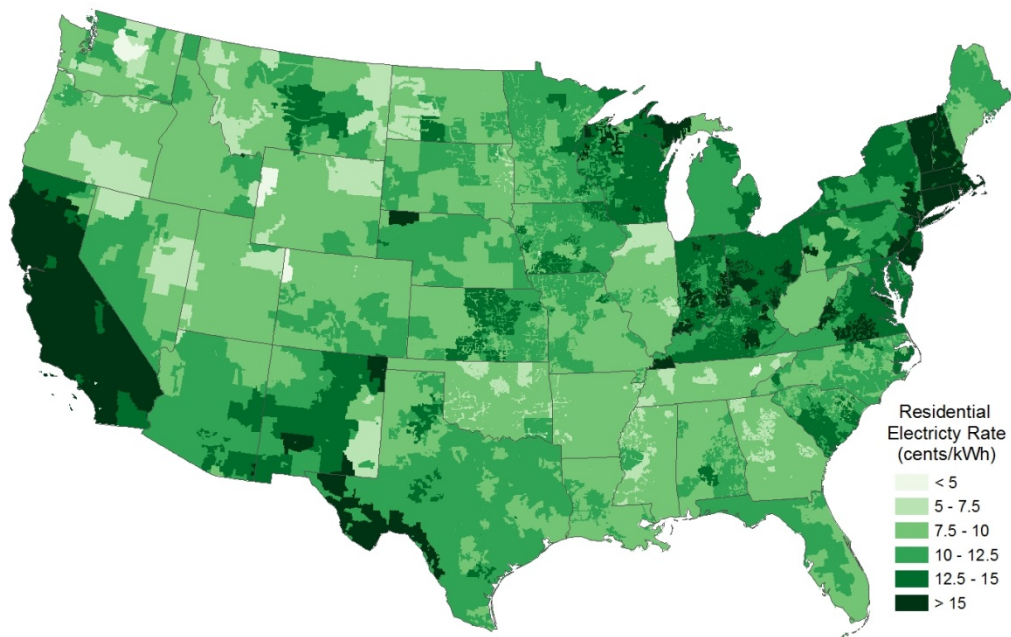 Residential
Electricty Rate
(cents/kWh)
< 5
5 - 7.5
7.5 - 10
10 - 12.5
12.5 - 15
> 15